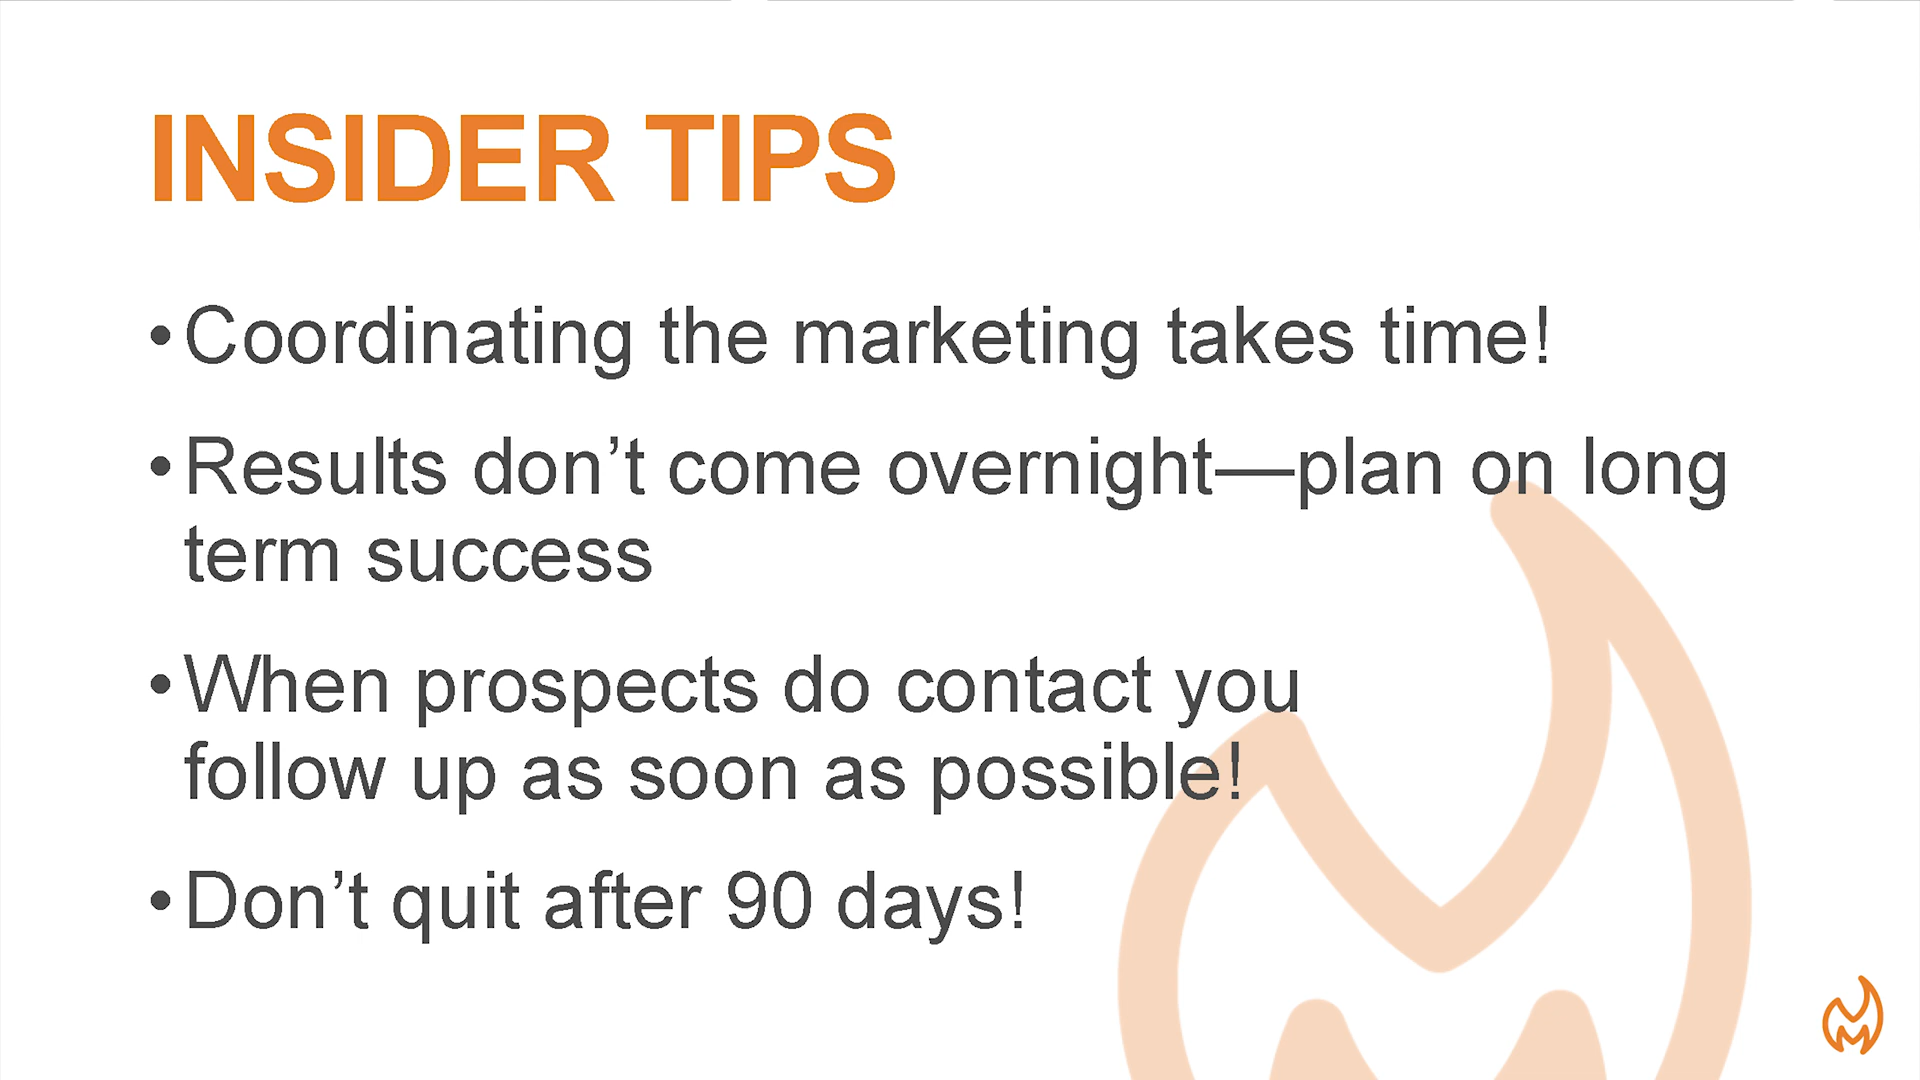 INSIDER TIPS
•Coordinating the marketing takes time!
•Results don’t come overnight—plan on long
term success
•When prospects do contact you
follow up as soon as possible!
•Don’t quit after 90 days!